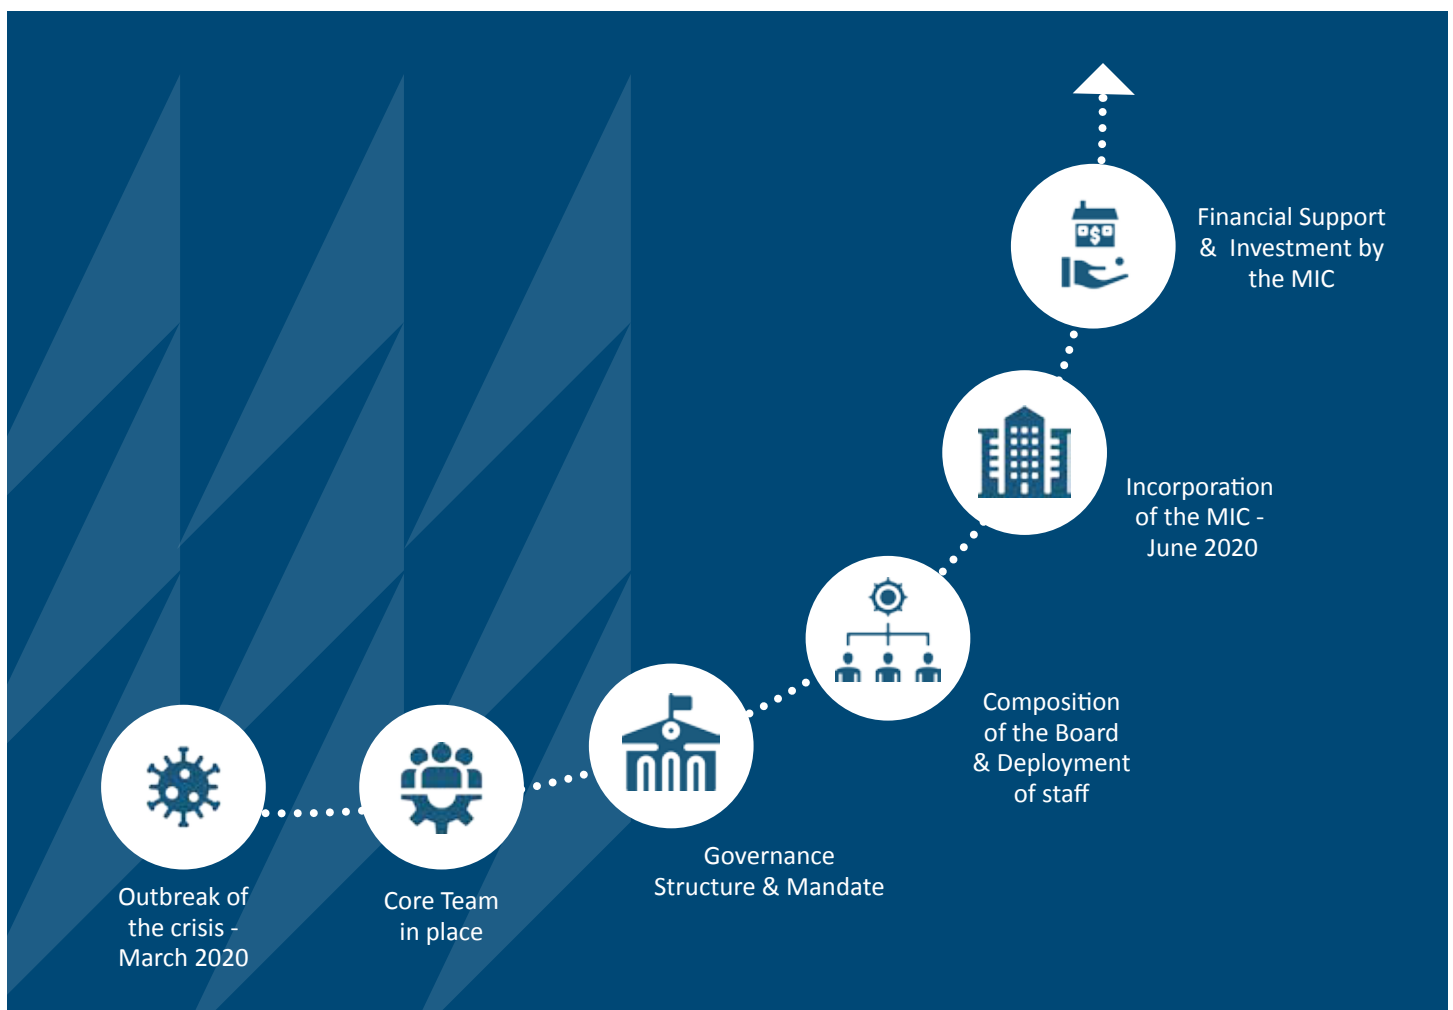 Outbreak of
the crisis -
March 2020
Core Team
in place
Governance
Structure & Mandate
Composition
of the Board
& Deployment
of staff
Incorporation
of the MIC -
June 2020
Financial Support
& Investment by
the MIC